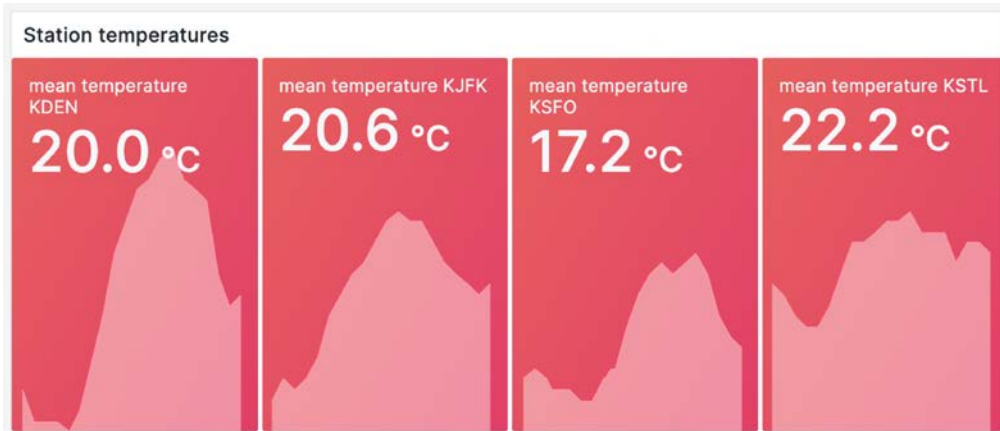 Station temperatures
mean temperature
KDEN
20.0 °C
mean temperature KJFK
20.6 °C
mean temperature
KSFO
17.2 °C
mean temperature KSTL
22.2 °C